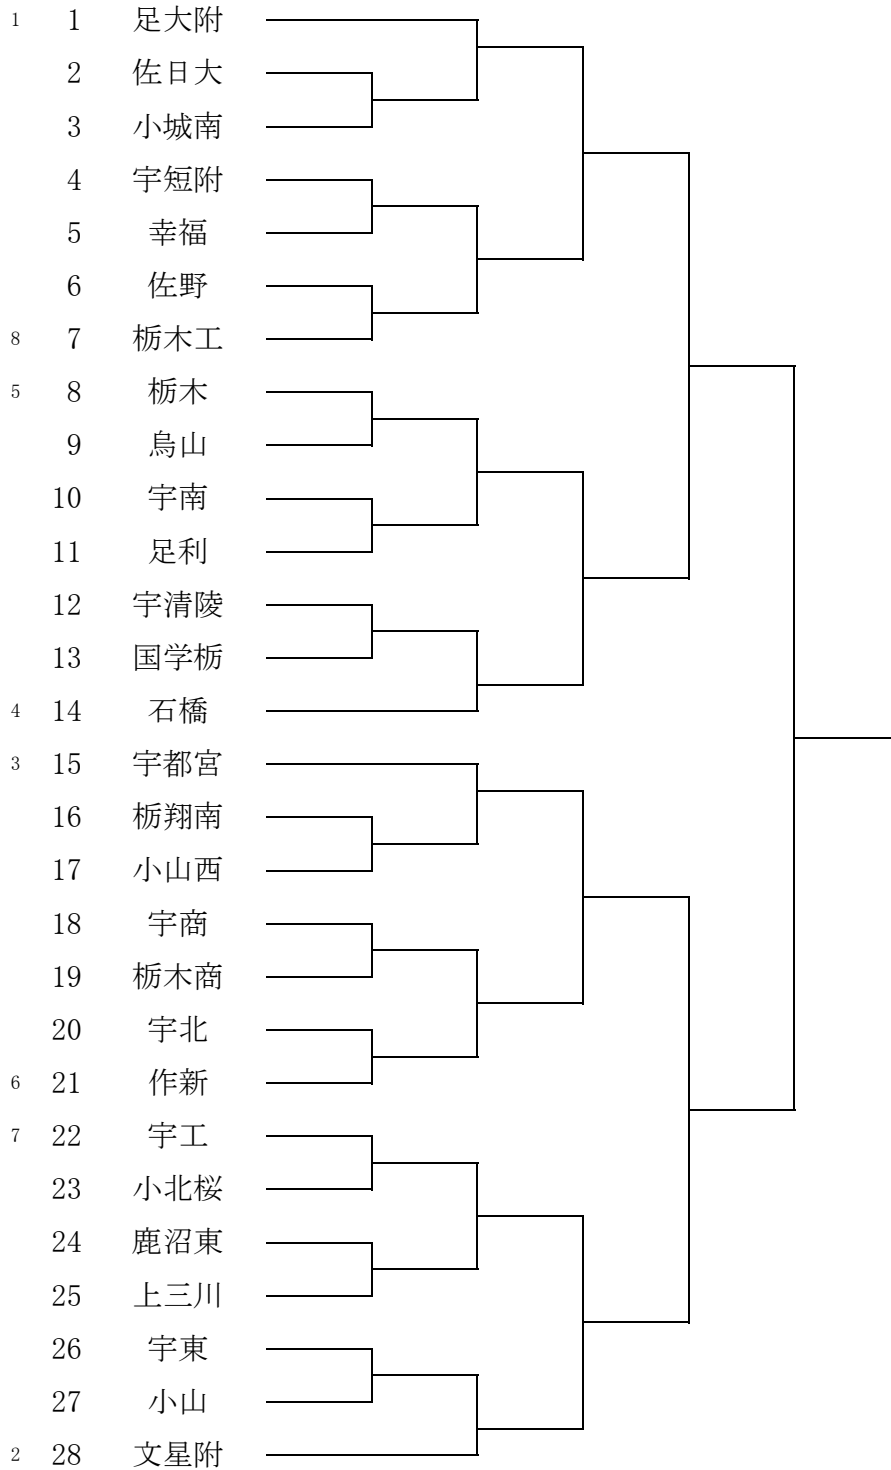 1 1 足大附
2 佐日大
3 小城南
4 宇短附
5 幸福
6 佐野
8 7 栃木工
5 8 栃木
9 烏山
10 宇南
11 足利
12 宇清陵
13 国学栃
4 14 石橋
3 15 宇都宮
16 栃翔南
17 小山西
18 宇商
19 栃木商
20 宇北
6 21 作新
7 22 宇工
23 小北桜
24 鹿沼東
25 上三川
26 宇東
27 小山
2 28 文星附